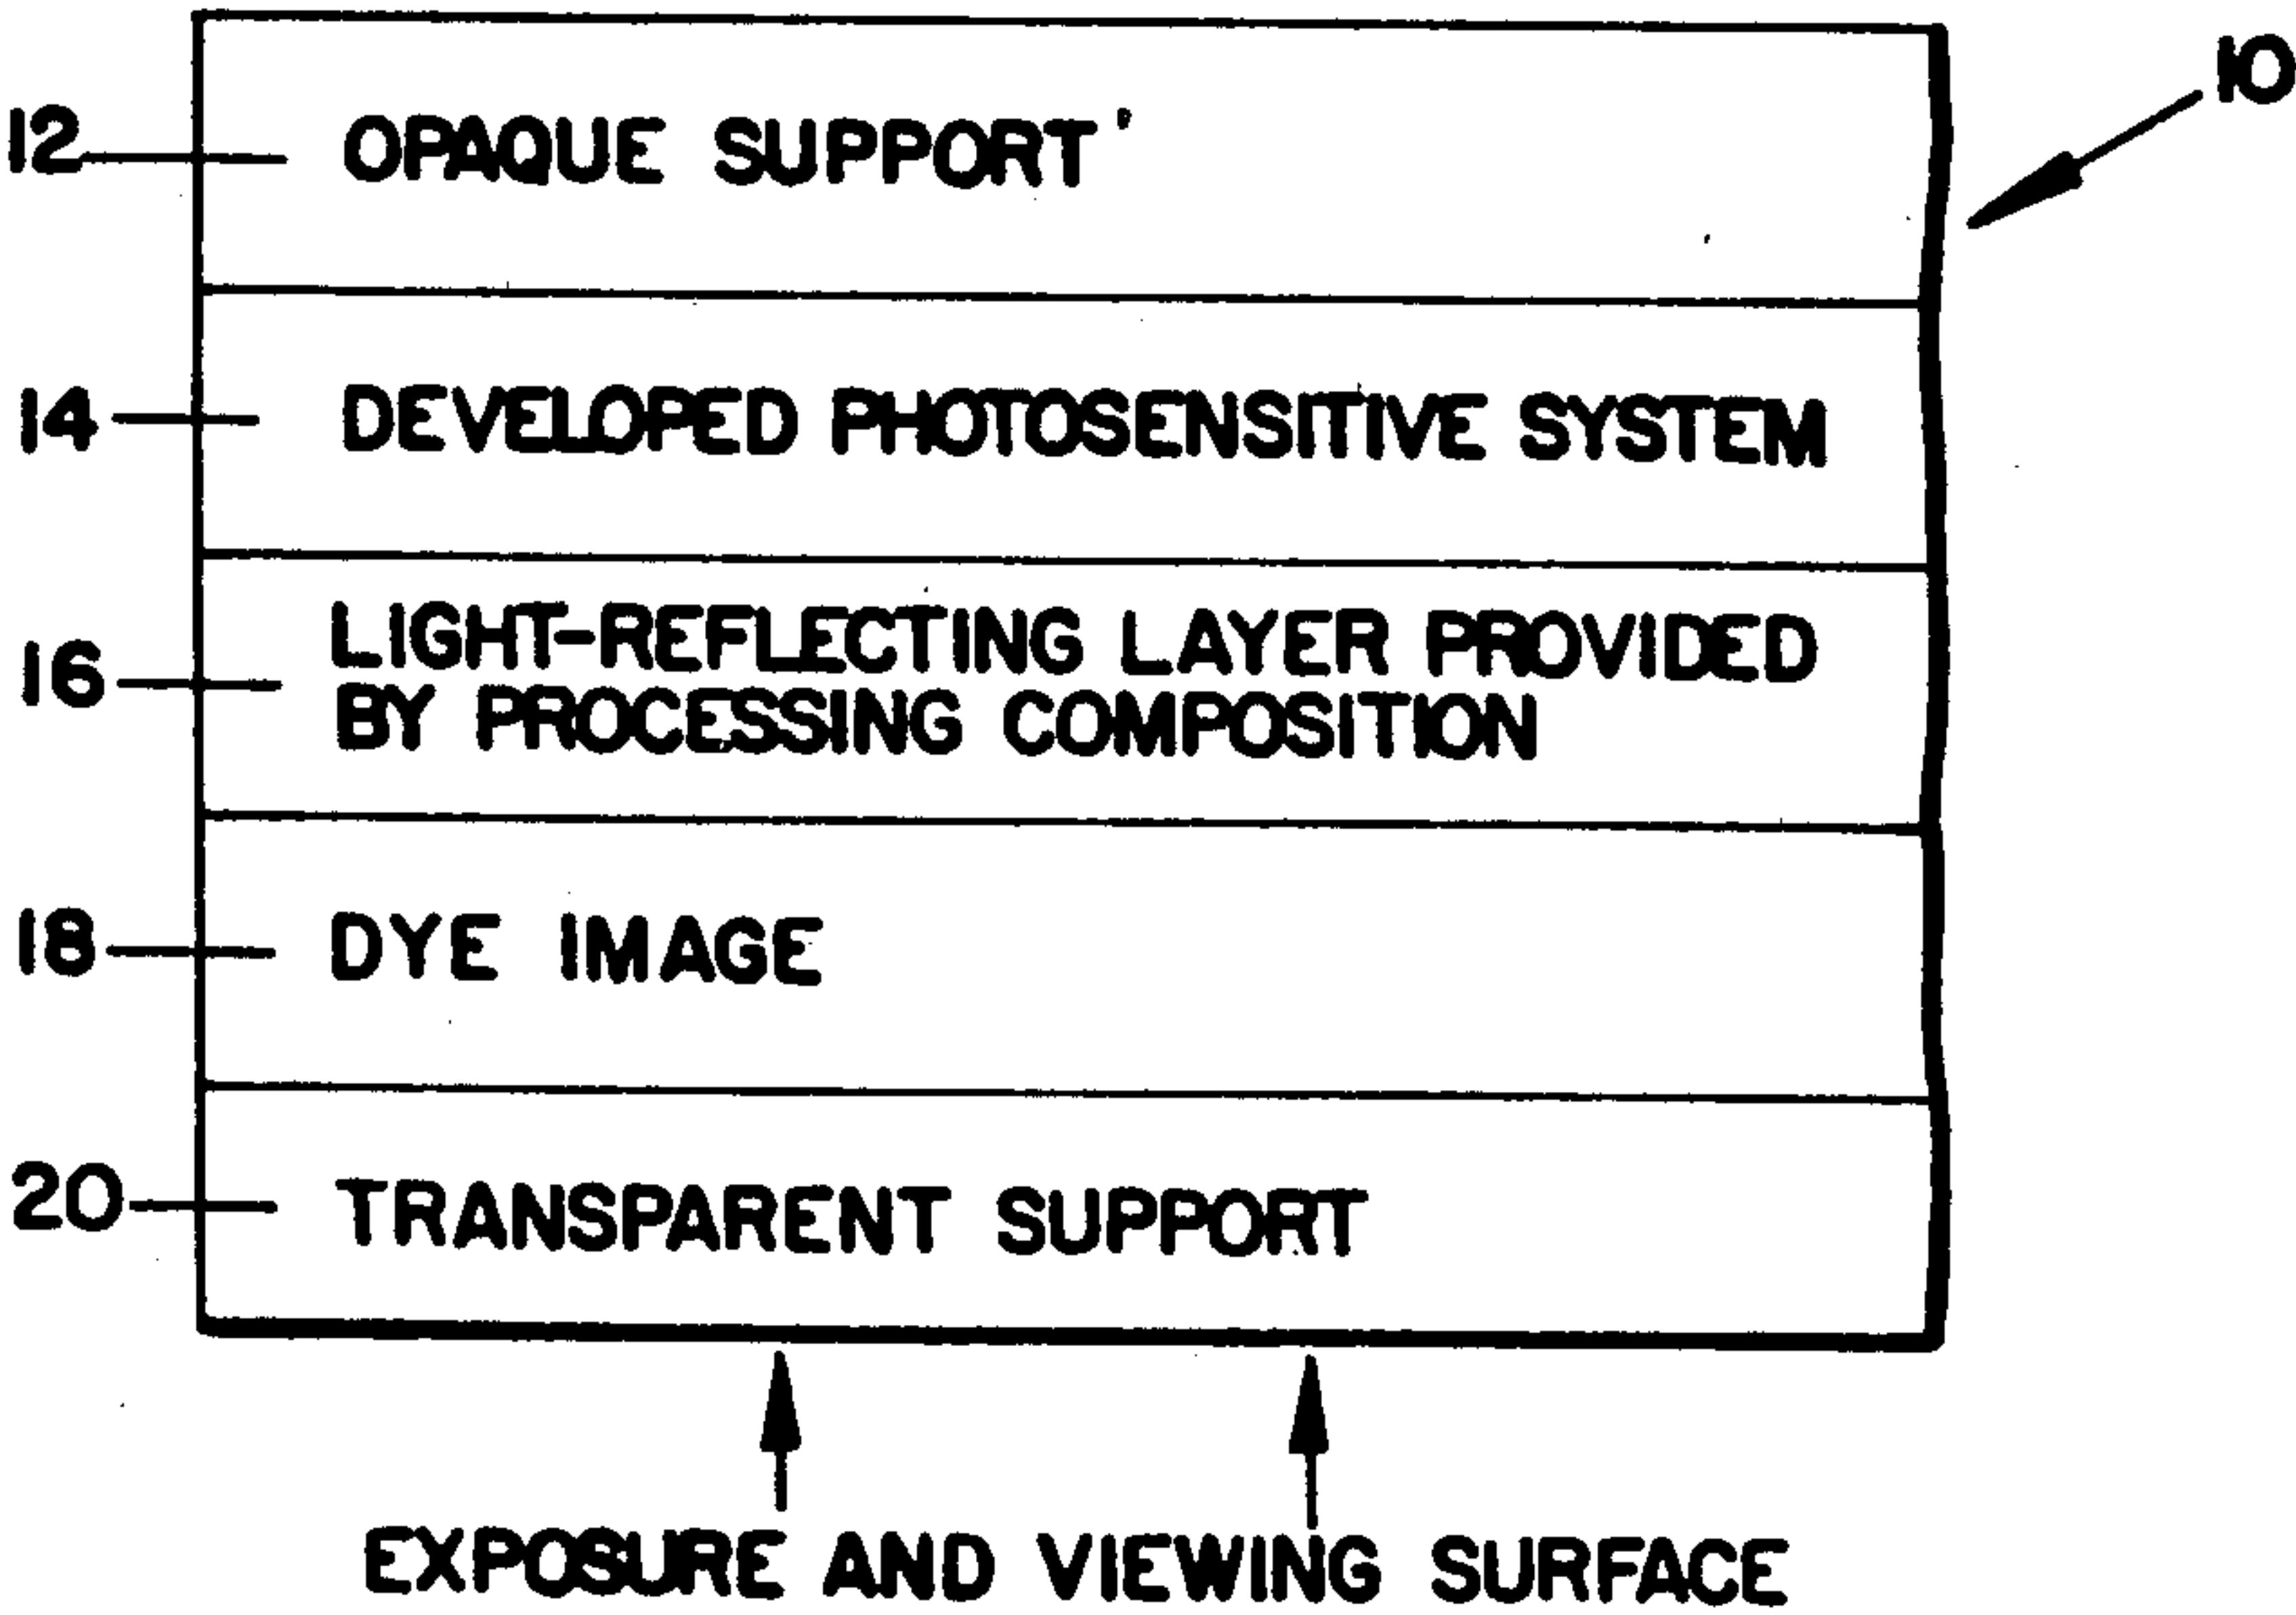 10
12 OPAQUE SUPPORT
14 DEVELOPED PHOTOSENSITIVE SYSTEM
LIGHT-REFLECTING LAYER PROVIDED
16 BY PROCESSING COMPOSITION
18 DYE IMAGE
20 TRANSPARENT SUPPORT
EXPOSURE AND VIEWING SURFACE